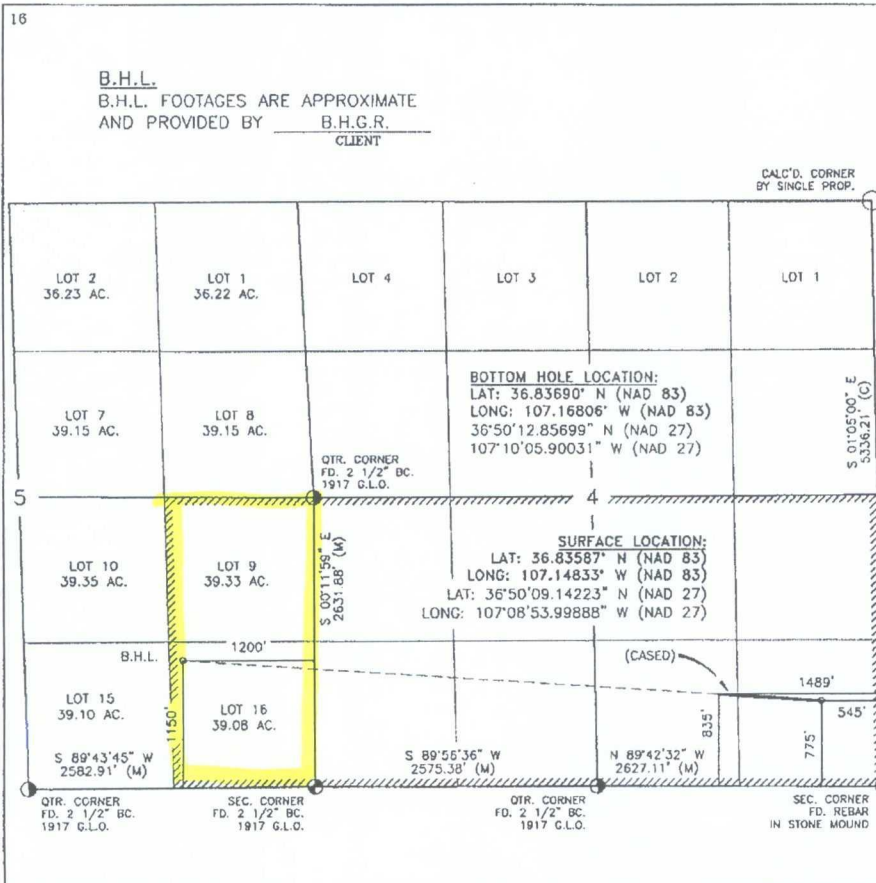 16
B.H.L.
B.H.L. FOOTAGES ARE APPROXIMATE
AND PROVIDED BY B.H.G.R.
CLIENT
CALC'D. CORNER
BY SINGLE PROP.
LOT 2
36.23 AC.
LOT 1
36.22 AC.
LOT 4
LOT 3
LOT 2
LOT 1
LOT 7
39.15 AC.
LOT 8
39.15 AC.
BOTTOM HOLE LOCATION:
LAT: 36.83690° N (NAD 83)
LONG: 107.16806° W (NAD 83)
36°50'12.85699" N (NAD 27)
107°10'05.90031" W (NAD 27)
S 01°05'00" E
5336.21' (C)
QTR. CORNER
FD. 2 1/2" BC.
1917 G.L.O.
5
4
LOT 10
39.35 AC.
LOT 9
39.33 AC.
S 00°11'59" E
2631.88' (M)
SURFACE LOCATION:
LAT: 36.83587° N (NAD 83)
LONG: 107.14833° W (NAD 83)
LAT: 36°50'09.14223" N (NAD 27)
LONG: 107°08'53.99888" W (NAD 27)
B.H.L.
1200'
(CASED)
1489'
545'
LOT 15
39.10 AC.
1150'
LOT 16
39.08 AC.
835'
775'
S 89°43'45" W
2582.91' (M)
S 89°56'36" W
2575.38' (M)
N 89°42'32" W
2627.11' (M)
QTR. CORNER
FD. 2 1/2" BC.
1917 G.L.O.
SEC. CORNER
FD. 2 1/2" BC.
1917 G.L.O.
QTR. CORNER
FD. 2 1/2" BC.
1917 G.L.O.
SEC. CORNER
FD. REBAR
IN STONE MOUND